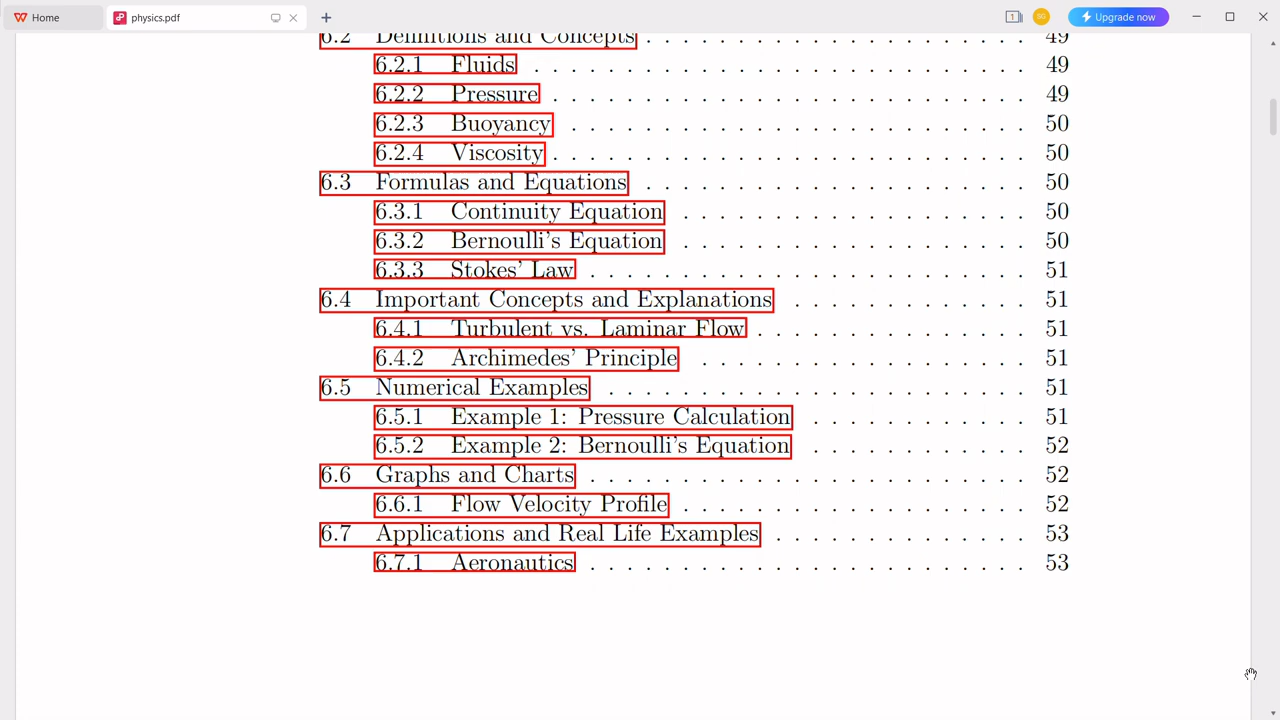 Home
physics.pdf
1
SG
Upgrade now
6.2 Definitions and Concepts . . . . . . . . . . . . . . . . . . . . . 49
6.2.1 Fluids . . . . . . . . . . . . . . . . . . . . . . . . . . . 49
6.2.2 Pressure . . . . . . . . . . . . . . . . . . . . . . . . . . 49
6.2.3 Buoyancy . . . . . . . . . . . . . . . . . . . . . . . . . 50
6.2.4 Viscosity . . . . . . . . . . . . . . . . . . . . . . . . . . 50
6.3 Formulas and Equations . . . . . . . . . . . . . . . . . . . . . 50
6.3.1 Continuity Equation . . . . . . . . . . . . . . . . . . . 50
6.3.2 Bernoulli's Equation . . . . . . . . . . . . . . . . . . . 50
6.3.3 Stokes' Law . . . . . . . . . . . . . . . . . . . . . . . . 51
6.4 Important Concepts and Explanations . . . . . . . . . . . . . 51
6.4.1 Turbulent vs. Laminar Flow . . . . . . . . . . . . . . . 51
6.4.2 Archimedes' Principle . . . . . . . . . . . . . . . . . . 51
6.5 Numerical Examples . . . . . . . . . . . . . . . . . . . . . . . 51
6.5.1 Example 1: Pressure Calculation . . . . . . . . . . . . 51
6.5.2 Example 2: Bernoulli's Equation . . . . . . . . . . . . 52
6.6 Graphs and Charts . . . . . . . . . . . . . . . . . . . . . . . . 52
6.6.1 Flow Velocity Profile . . . . . . . . . . . . . . . . . . . 52
6.7 Applications and Real Life Examples . . . . . . . . . . . . . . 53
6.7.1 Aeronautics . . . . . . . . . . . . . . . . . . . . . . . . 53